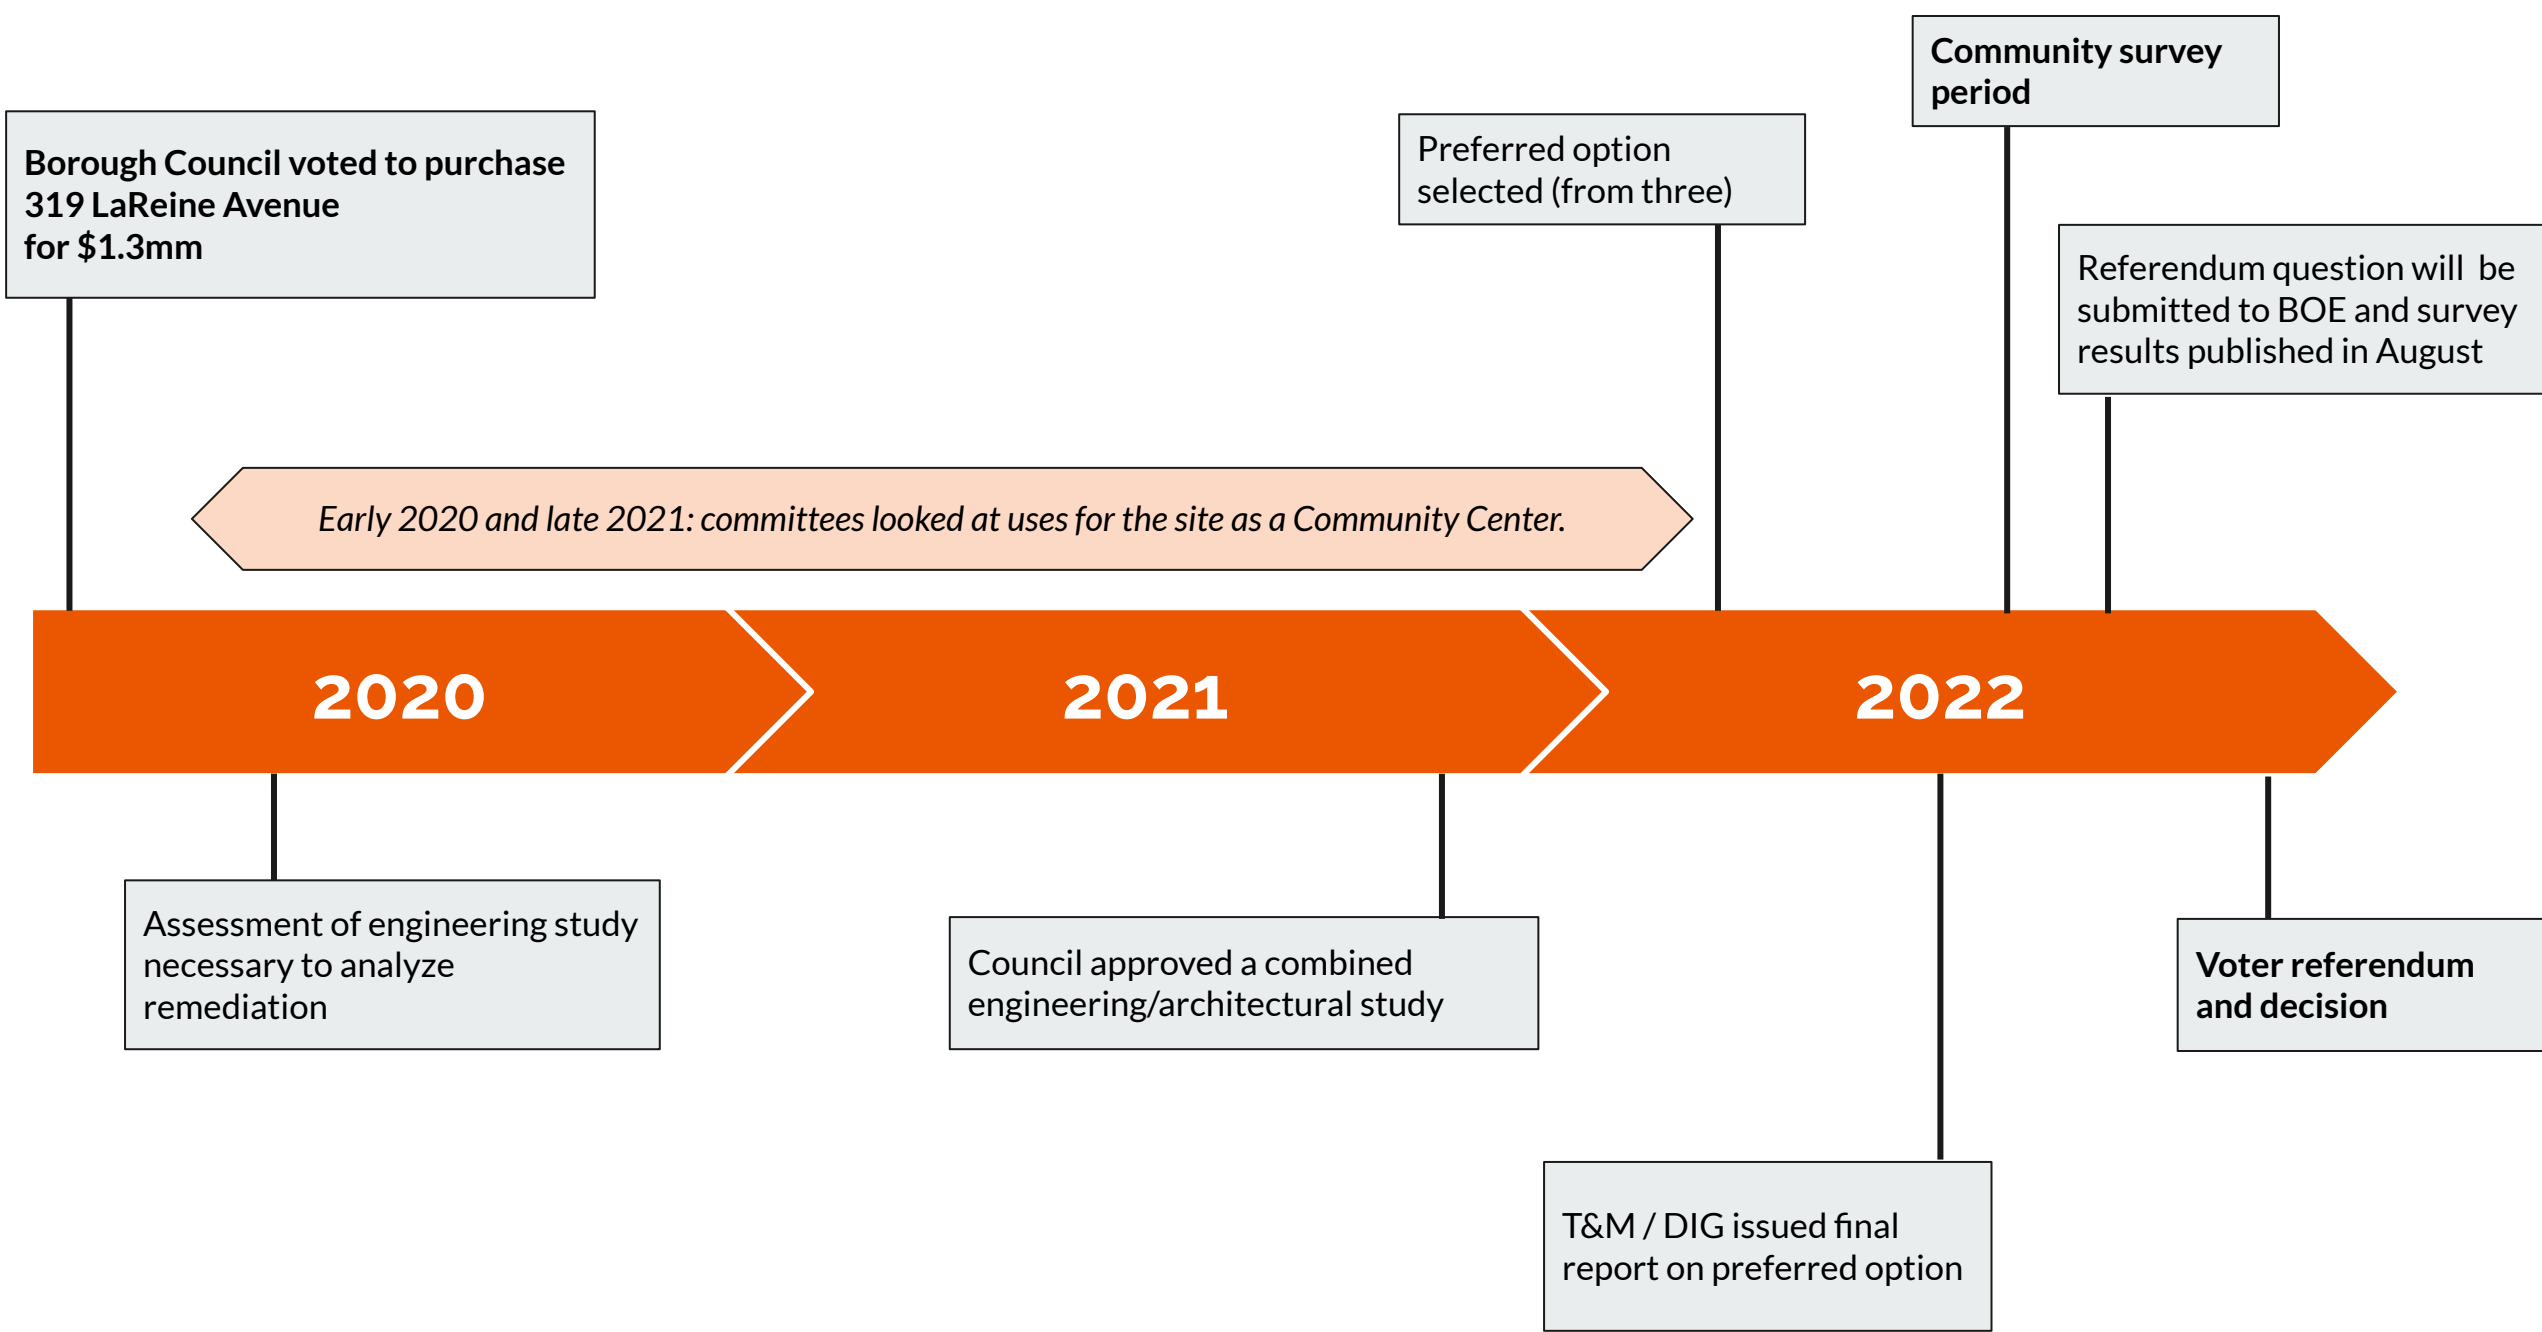 Community survey
period
Borough Council voted to purchase
319 LaReine Avenue
for $1.3mm
Preferred option
selected (from three)
Referendum question will  be
submitted to BOE and survey
results published in August
Early 2020 and late 2021: committees looked at uses for the site as a Community Center.
2020
2021
2022
Assessment of engineering study
necessary to analyze
remediation
Council approved a combined
engineering/architectural study
Voter referendum
and decision
T&M / DIG issued final
report on preferred option